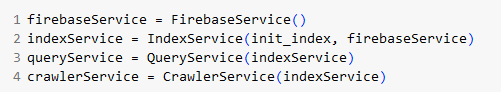 1 firebaseService = FirebaseService()
2 indexService = IndexService(init_index, firebaseService)
3 queryService = QueryService(indexService)
4 crawlerService = CrawlerService(indexService)